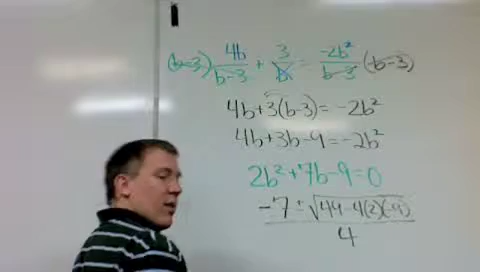 (b-3) 4b/b-3 + 3/b = -2b²/b-3 (b-3)
4b+3(b-3)=-2b²
4b+3b-9=-2b²
2b²+7b-9=0
-7±√49-4(2)(-9)
4